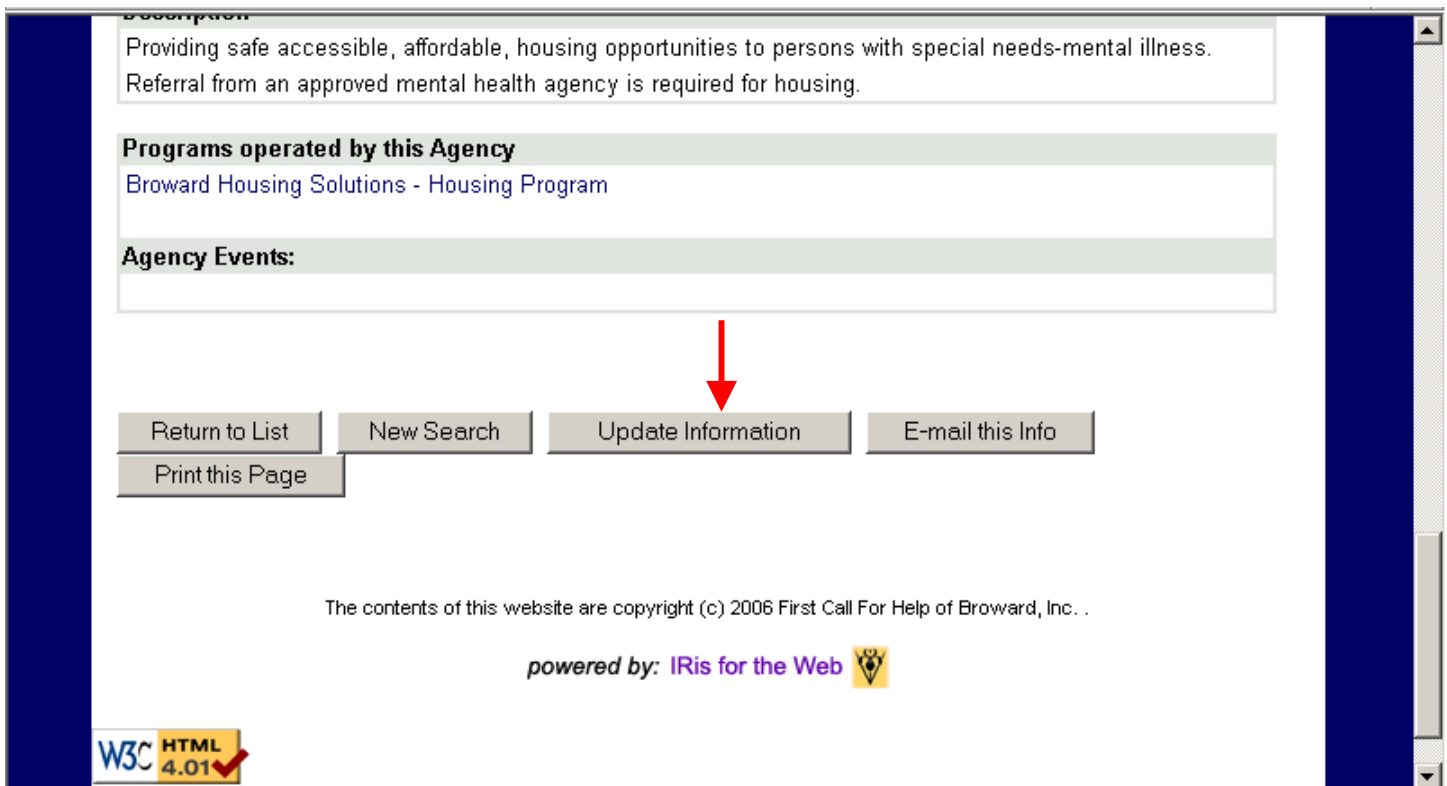 Description
Providing safe accessible, affordable, housing opportunities to persons with special needs-mental illness.
Referral from an approved mental health agency is required for housing.
Programs operated by this Agency
Broward Housing Solutions - Housing Program
Agency Events:
Return to List New Search Update Information E-mail this Info
Print this Page
The contents of this website are copyright (c) 2006 First Call For Help of Broward, Inc. .
powered by: IRis for the Web
W3C HTML
4.01